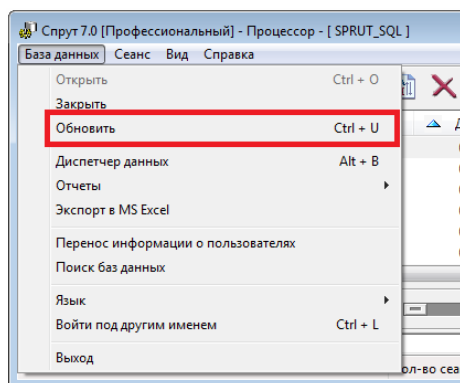 Спрут 7.0 [Профессиональный] - Процессор - [ SPRUT_SQL ]
База данных Сеанс Вид Справка
Открыть Ctrl + O
Закрыть
Обновить Ctrl + U
Диспетчер данных Alt + B
Отчеты
Экспорт в MS Excel
Перенос информации о пользователях
Поиск баз данных
Язык
Войти под другим именем Ctrl + L
Выход